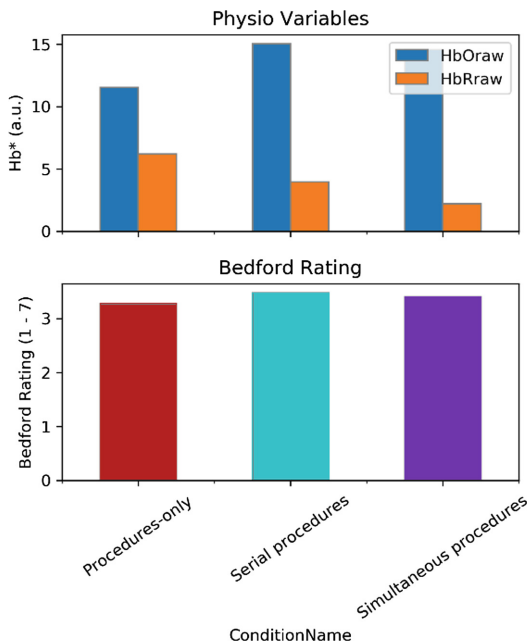 Physio Variables
15
10
5
0
Hb* (a.u.)
HbOraw
HbRraw
Bedford Rating
3
2
1
0
Bedford Rating (1 - 7)
Procedures-only
Serial procedures
Simultaneous procedures
ConditionName